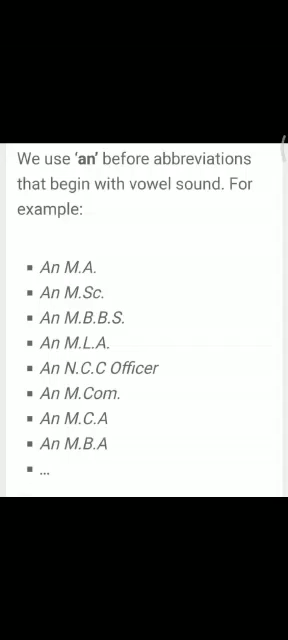 We use 'an' before abbreviations
that begin with vowel sound. For
example:
▪ An M.A.
▪ An M.Sc.
▪ An M.B.B.S.
▪ An M.L.A.
▪ An N.C.C Officer
▪ An M.Com.
▪ An M.C.A
▪ An M.B.A
▪ ...